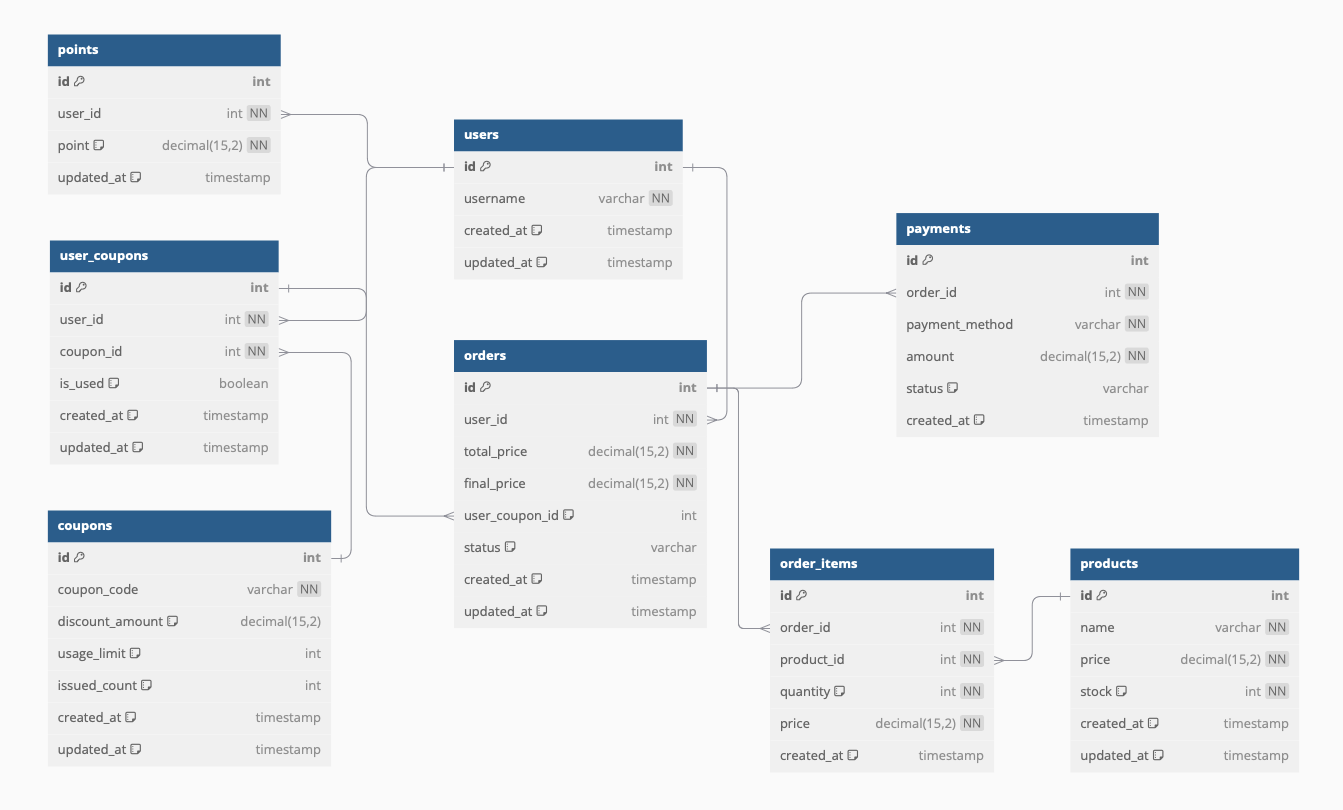 points
id int
user_id int NN
point decimal(15,2) NN
updated_at timestamp
users
id int
username varchar NN
created_at timestamp
updated_at timestamp
payments
id int
order_id int NN
payment_method varchar NN
amount decimal(15,2) NN
status varchar
created_at timestamp
user_coupons
id int
user_id int NN
coupon_id int NN
is_used boolean
created_at timestamp
updated_at timestamp
orders
id int
user_id int NN
total_price decimal(15,2) NN
final_price decimal(15,2) NN
user_coupon_id int
status varchar
created_at timestamp
updated_at timestamp
coupons
id int
coupon_code varchar NN
discount_amount decimal(15,2)
usage_limit int
issued_count int
created_at timestamp
updated_at timestamp
order_items
id int
order_id int NN
product_id int NN
quantity int NN
price decimal(15,2) NN
created_at timestamp
products
id int
name varchar NN
price decimal(15,2) NN
stock int NN
created_at timestamp
updated_at timestamp